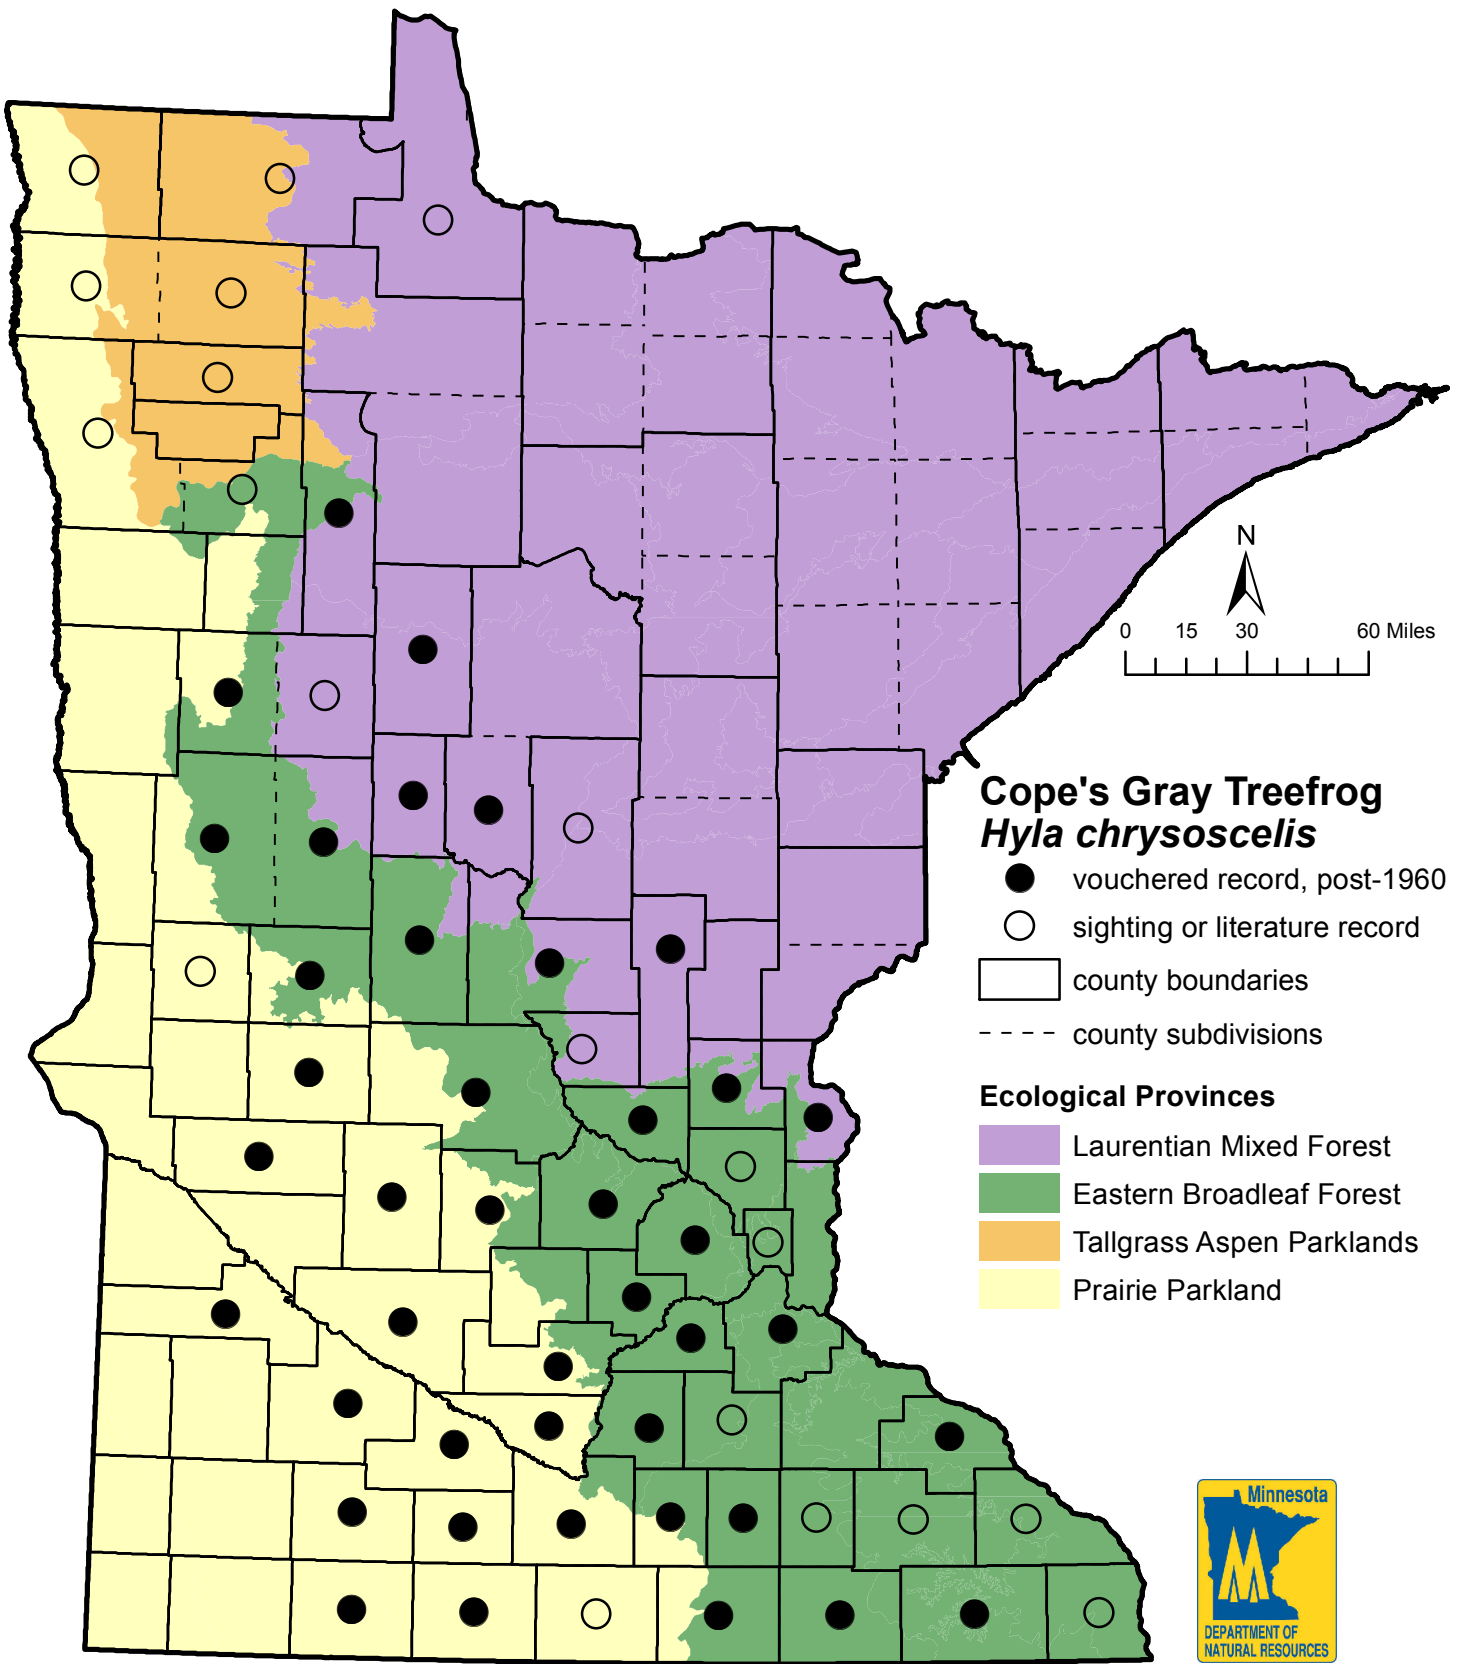 N
0 15 30 60 Miles
Cope's Gray Treefrog
Hyla chrysoscelis
vouchered record, post-1960
sighting or literature record
county boundaries
county subdivisions
Ecological Provinces
Laurentian Mixed Forest
Eastern Broadleaf Forest
Tallgrass Aspen Parklands
Prairie Parkland
Minnesota
DEPARTMENT OF
NATURAL RESOURCES